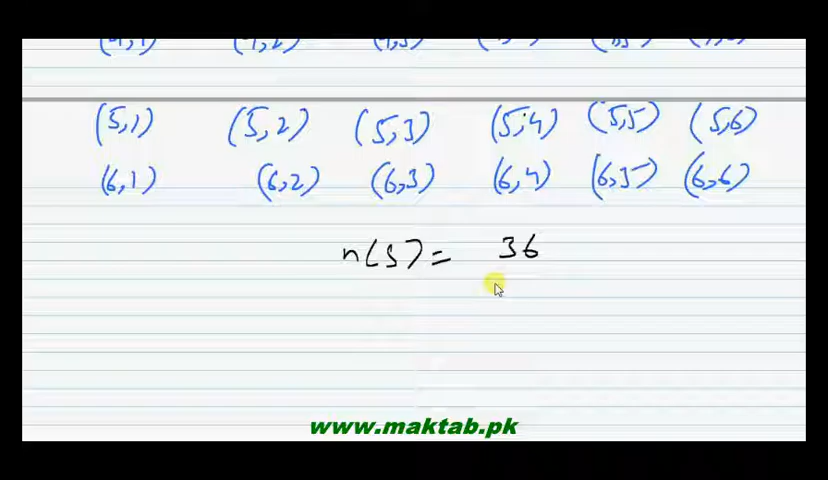 (5,1) (5,2) (5,3) (5,4) (5,5) (5,6)
(6,1) (6,2) (6,3) (6,4) (6,5) (6,6)
n(S) = 36
www.maktab.pk